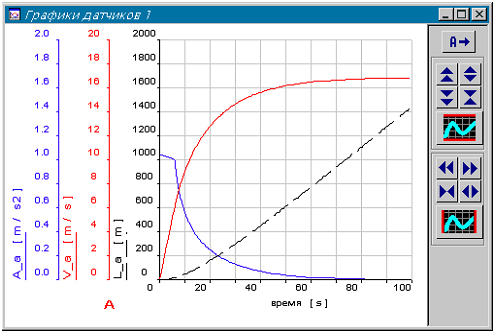 Графики датчиков 1
A
2.0 20 2000
1.8 18 1800
1.6 16 1600
1.4 14 1400
1.2 12 1200
1.0 10 1000
0.8 8 800
0.6 6 600
0.4 4 400
0.2 2 200
0.0 0 0
A_a [ m / s2 ]
V_a [ m / s ]
L_a [ m ]
0 20 40 60 80 100
A
время [ s ]